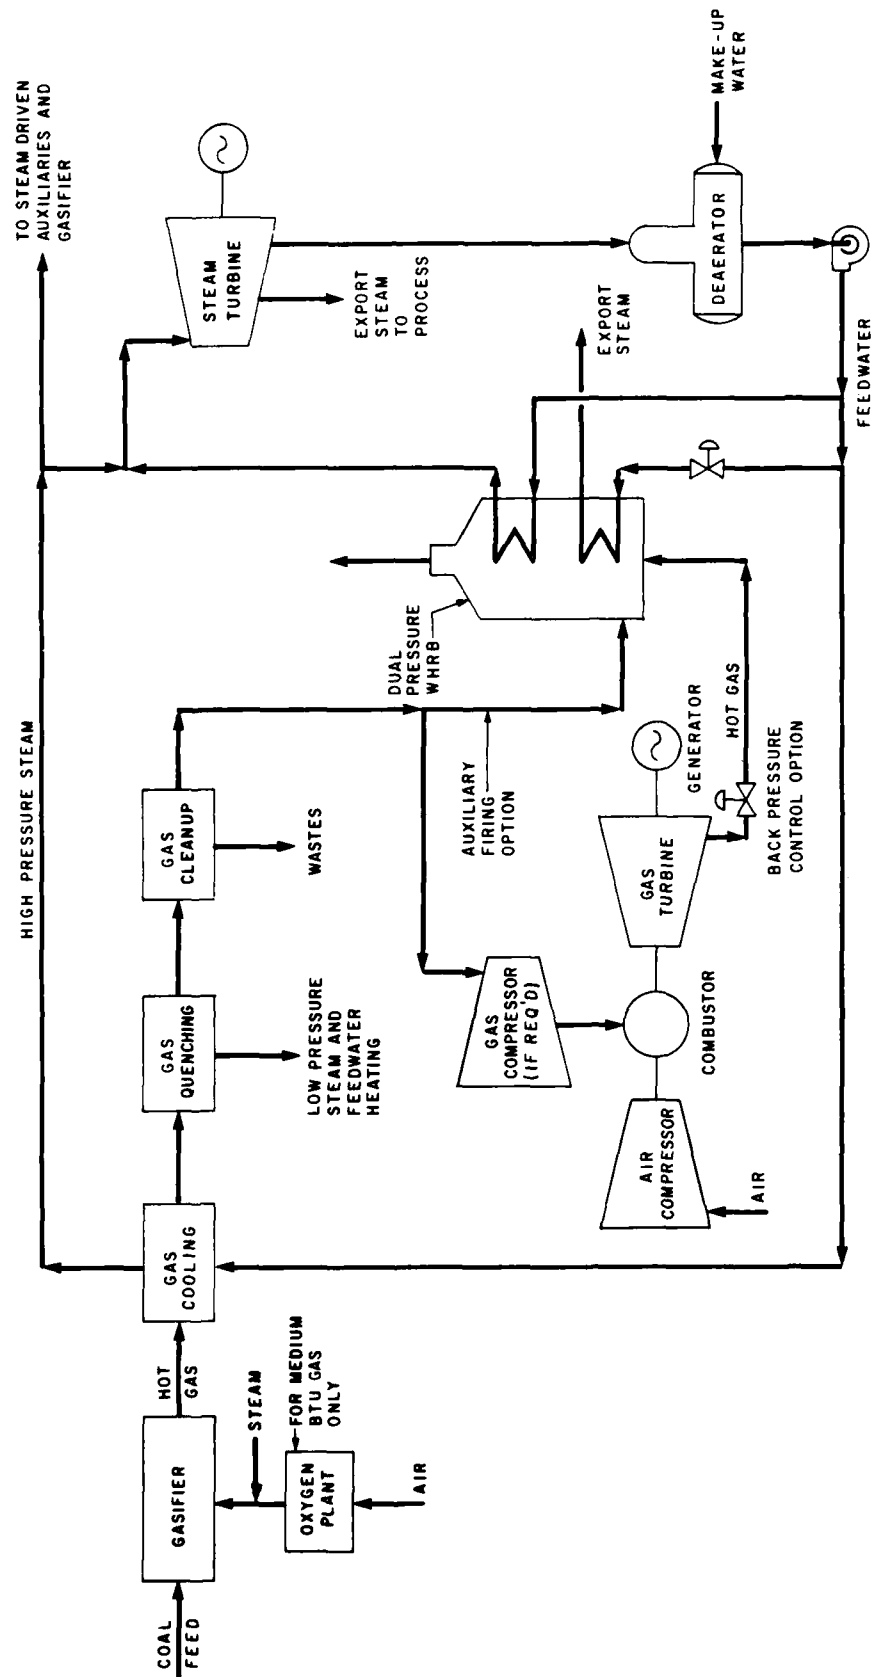 COAL
FEED
GASIFIER
HOT
GAS
STEAM
FOR MEDIUM
BTU GAS
ONLY
OXYGEN
PLANT
AIR
GAS
COOLING
GAS
QUENCHING
LOW PRESSURE
STEAM AND
FEEDWATER
HEATING
GAS
CLEANUP
WASTES
HIGH PRESSURE STEAM
TO STEAM DRIVEN
AUXILIARIES AND
GASIFIER
STEAM
TURBINE
EXPORT
STEAM
TO
PROCESS
DUAL
PRESSURE
WHRB
EXPORT
STEAM
AUXILIARY
FIRING
OPTION
GAS
COMPRESSOR
(IF REQ'D)
AIR
COMPRESSOR
AIR
COMBUSTOR
GAS
TURBINE
GENERATOR
HOT GAS
BACK PRESSURE
CONTROL OPTION
DEAERATOR
MAKE-UP
WATER
FEEDWATER